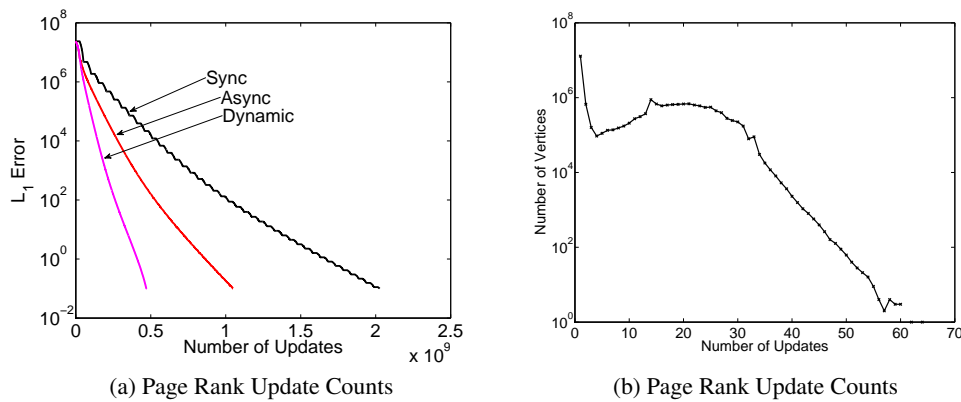 10^8
10^6
10^4
10^2
10^0
10^-2
L_1 Error
Sync
Async
Dynamic
0 0.5 1 1.5 2 2.5
Number of Updates
x 10^9
(a) Page Rank Update Counts
10^8
10^6
10^4
10^2
10^0
Number of Vertices
0 10 20 30 40 50 60 70
Number of Updates
(b) Page Rank Update Counts